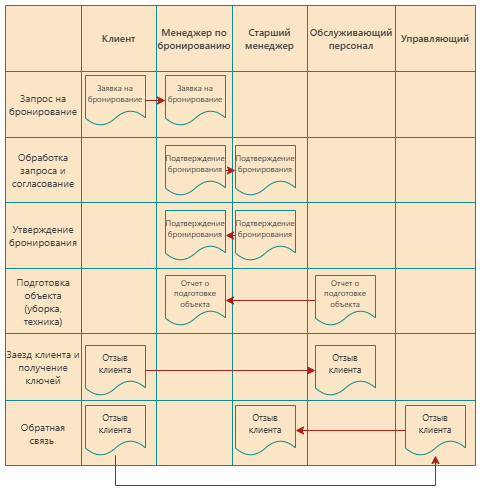 Клиент
Менеджер по
бронированию
Старший
менеджер
Обслуживающий
персонал
Управляющий
Запрос на
бронирование
Заявка на
бронирование
Заявка на
бронирование
Обработка
запроса и
согласование
Подтверждение
бронирования
Подтверждение
бронирования
Утверждение
бронирования
Подтверждение
бронирования
Подтверждение
бронирования
Подготовка
объекта
(уборка,
техника)
Отчет о
подготовке
объекта
Отчет о
подготовке
объекта
Заезд клиента и
получение
ключей
Отзыв
клиента
Отзыв
клиента
Обратная
связь
Отзыв
клиента
Отзыв
клиента
Отзыв
клиента